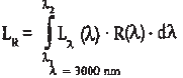 λ₂
L_R = ∫ L_λ (λ) · R(λ) · dλ
λ₁
λ = 3000 nm